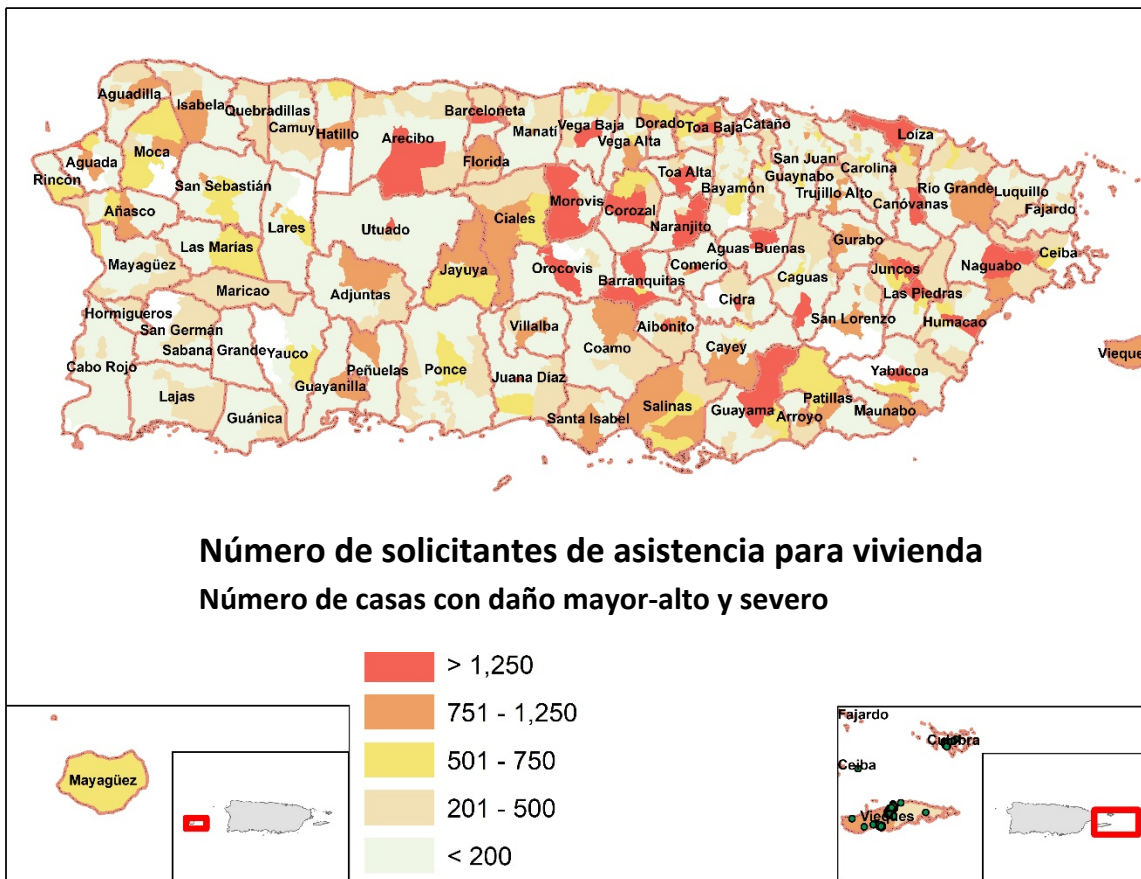 Aguadilla
Isabela
Quebradillas
Camuy
Hatillo
Arecibo
Barceloneta
Manatí
Vega Baja
Vega Alta
Dorado
Toa Baja
Cataño
Loíza
Aguada
Moca
Rincón
San Sebastián
Florida
Toa Alta
Bayamón
San Juan
Guaynabo
Carolina
Trujillo Alto
Canóvanas
Río Grande
Luquillo
Fajardo
Añasco
Lares
Utuado
Ciales
Morovis
Corozal
Naranjito
Aguas Buenas
Gurabo
Las Marías
Mayagüez
Maricao
Adjuntas
Jayuya
Orocovis
Barranquitas
Comerío
Caguas
Juncos
Naguabo
Ceiba
Cidra
Las Piedras
Hormigueros
San Germán
Sabana Grande
Yauco
Villalba
Aibonito
San Lorenzo
Humacao
Vieque
Cabo Rojo
Guayanilla
Peñuelas
Ponce
Juana Díaz
Coamo
Cayey
Yabucoa
Lajas
Guánica
Santa Isabel
Salinas
Guayama
Arroyo
Patillas
Maunabo
Número de solicitantes de asistencia para vivienda
Número de casas con daño mayor-alto y severo
> 1,250
751 - 1,250
501 - 750
201 - 500
< 200
Mayagüez
Fajardo
Ceiba
Vieques